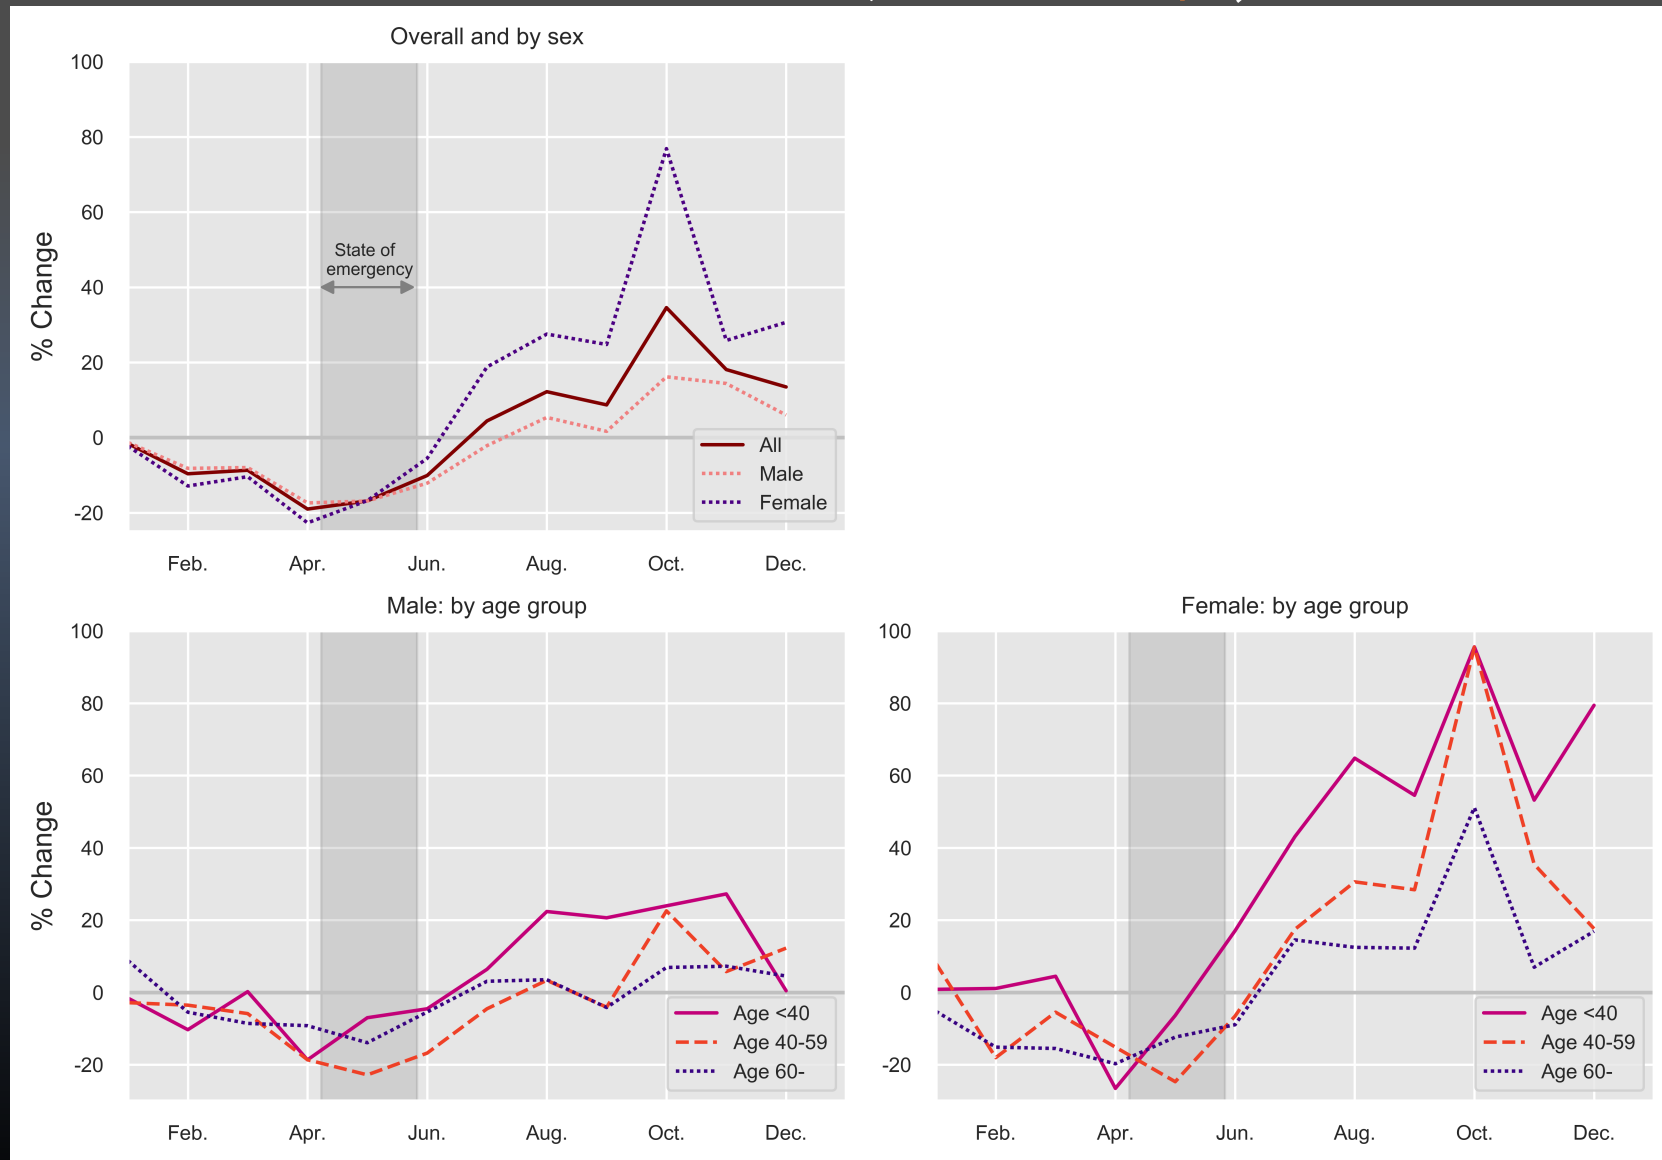 Overall and by sex
100
80
60
40
20
0
-20
% Change
State of
emergency
All
Male
Female
Feb.
Apr.
Jun.
Aug.
Oct.
Dec.
Male: by age group
100
80
60
40
20
0
-20
% Change
Age <40
Age 40-59
Age 60-
Feb.
Apr.
Jun.
Aug.
Oct.
Dec.
Female: by age group
100
80
60
40
20
0
-20
Age <40
Age 40-59
Age 60-
Feb.
Apr.
Jun.
Aug.
Oct.
Dec.